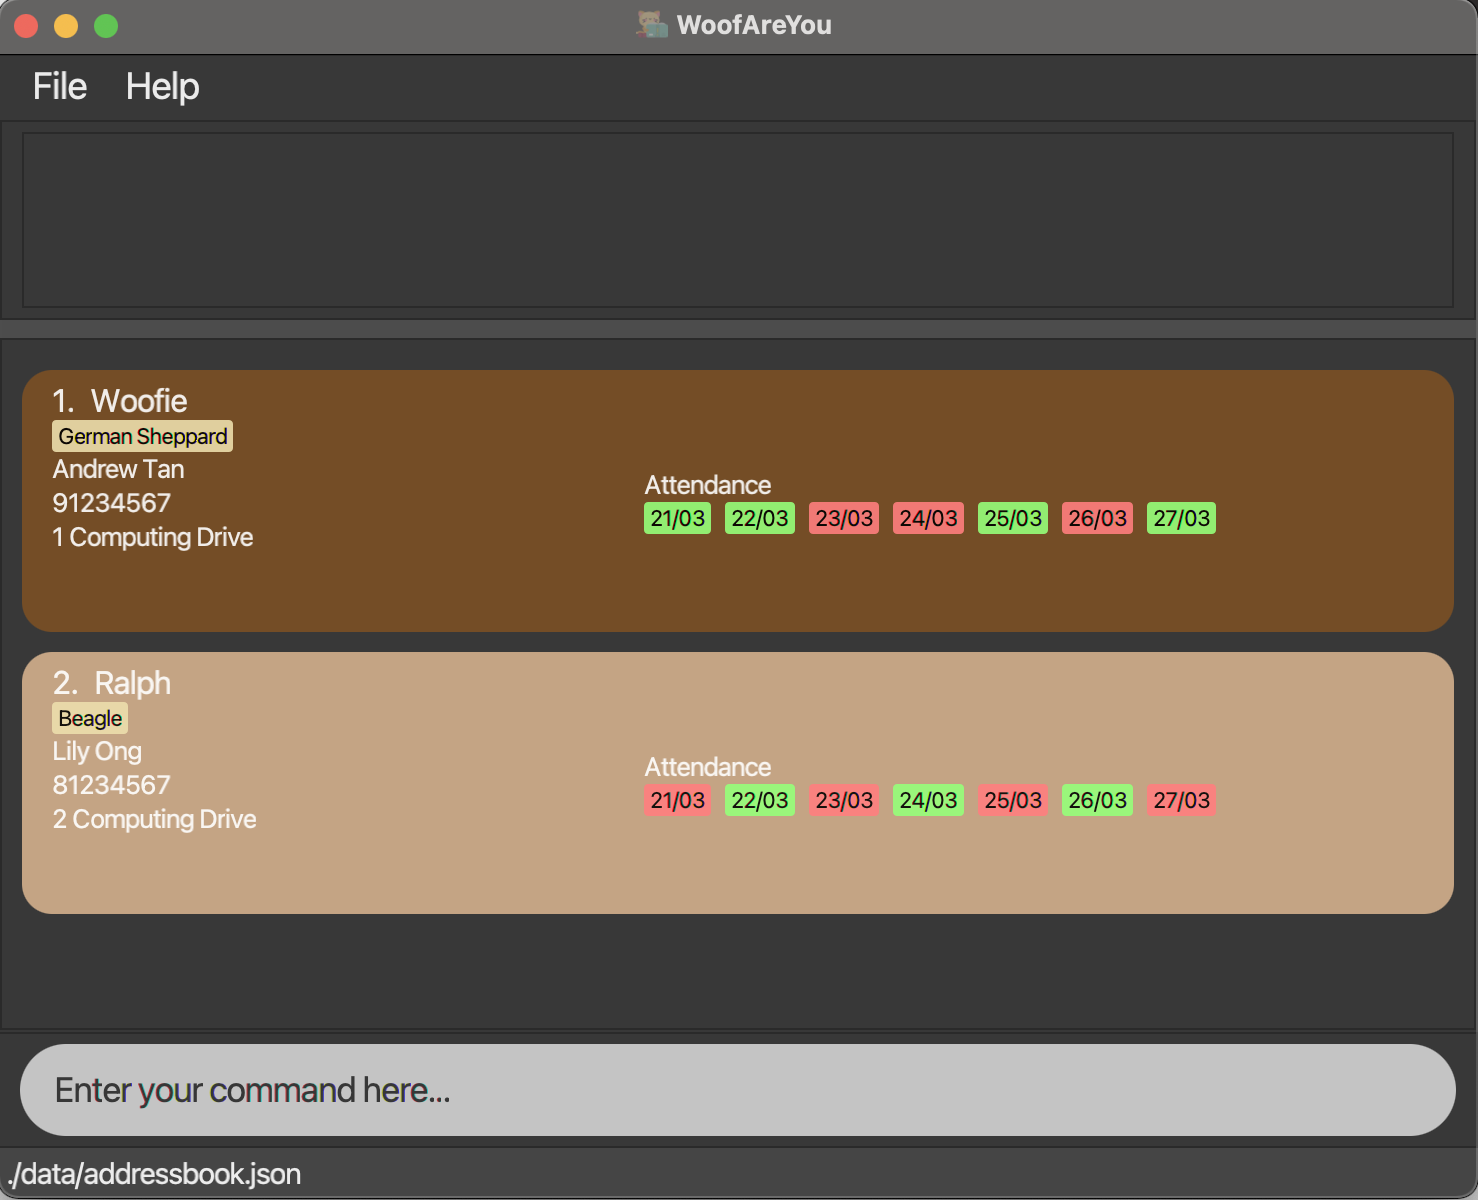 WoofAreYou
File Help
1. Woofie
German Sheppard
Andrew Tan
91234567
1 Computing Drive
Attendance
21/03 22/03 23/03 24/03 25/03 26/03 27/03
2. Ralph
Beagle
Lily Ong
81234567
2 Computing Drive
Attendance
21/03 22/03 23/03 24/03 25/03 26/03 27/03
Enter your command here...
./data/addressbook.json